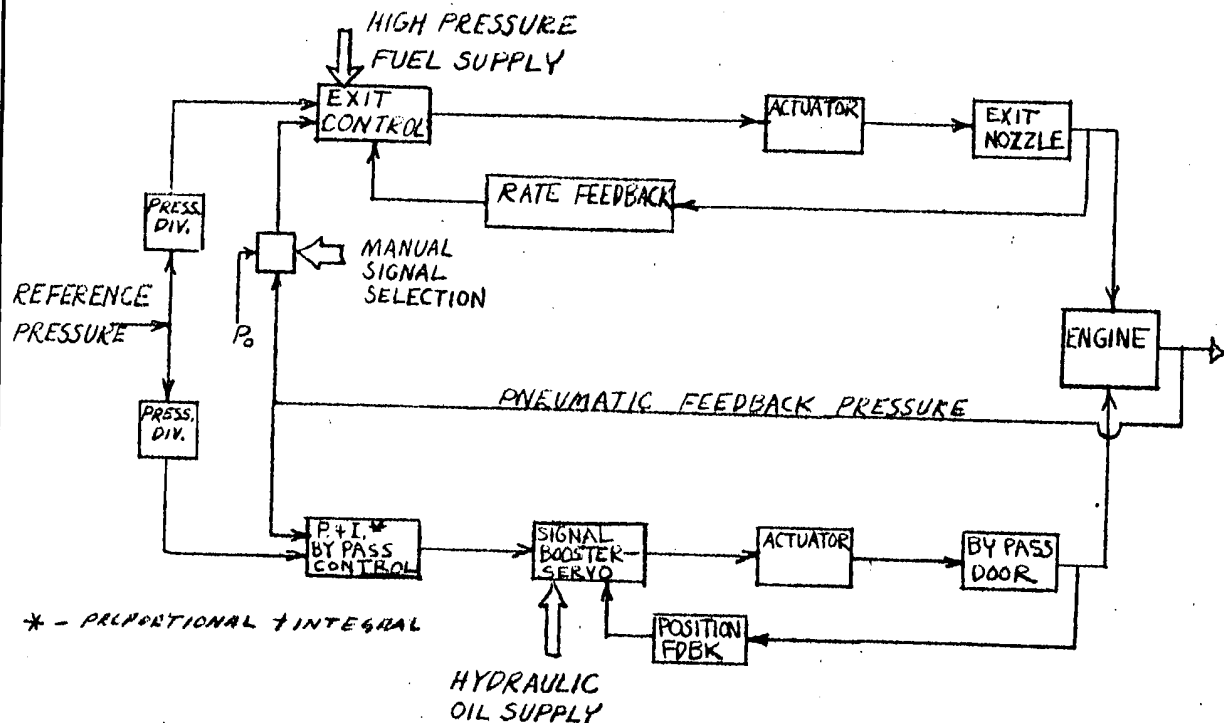 HIGH PRESSURE
FUEL SUPPLY
EXIT
CONTROL
ACTUATOR
EXIT
NOZZLE
RATE FEEDBACK
PRESS.
DIV.
MANUAL
SIGNAL
SELECTION
REFERENCE
PRESSURE
Po
ENGINE
PNEUMATIC FEEDBACK PRESSURE
PRESS.
DIV.
P. + I. *
BY PASS
CONTROL
SIGNAL
BOOSTER-
SERVO
ACTUATOR
BY PASS
DOOR
* - PROPORTIONAL + INTEGRAL
POSITION
FDBK
HYDRAULIC
OIL SUPPLY